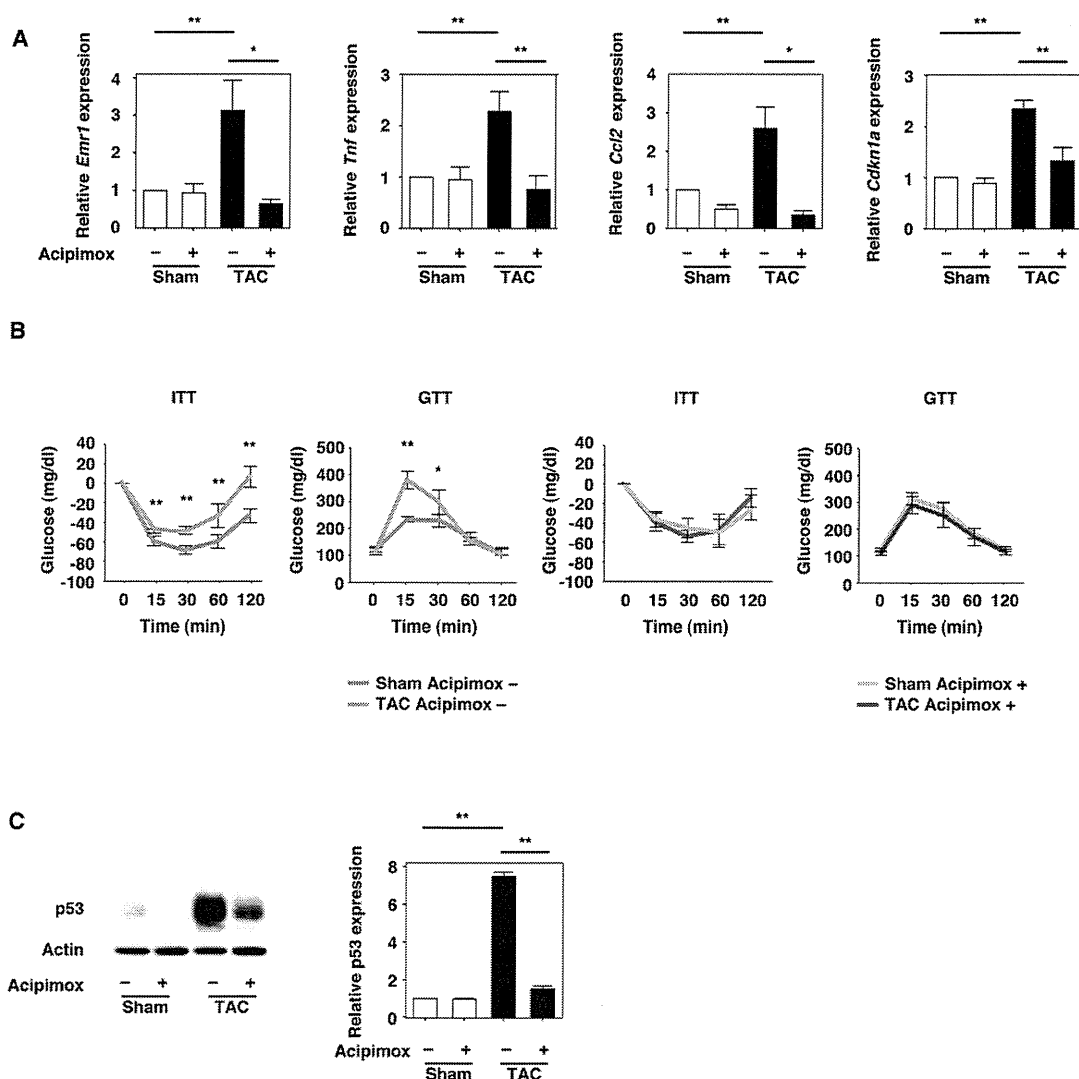 A
** ** ** **
* ** * **
Relative Emr1 expression
4
3
2
1
0
Relative Tnf expression
3
2
1
0
Relative Ccl2 expression
4
3
2
1
0
Relative Cdkn1a expression
3
2
1
0
Acipimox − + − + − + − + − + − + − + − +
Sham TAC Sham TAC Sham TAC Sham TAC
B
ITT
Glucose (mg/dl)
40
20
0
-20
-40
-60
-80
-100
** ** ** **
0 15 30 60 120
Time (min)
GTT
Glucose (mg/dl)
500
400
300
200
100
0
** *
0 15 30 60 120
Time (min)
ITT
Glucose (mg/dl)
40
20
0
-20
-40
-60
-80
-100
0 15 30 60 120
Time (min)
GTT
Glucose (mg/dl)
500
400
300
200
100
0
0 15 30 60 120
Time (min)
Sham Acipimox −
TAC Acipimox −
Sham Acipimox +
TAC Acipimox +
C
p53
Actin
Acipimox − + − +
Sham TAC
**
**
Relative p53 expression
8
6
4
2
0
Acipimox − + − +
Sham TAC